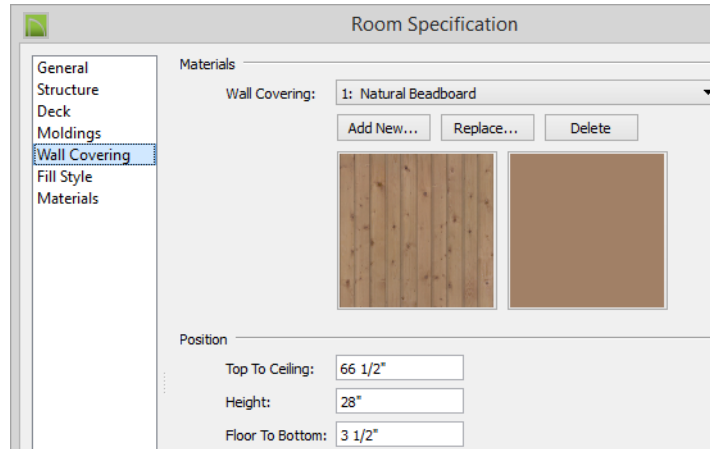 Room Specification
General
Structure
Deck
Moldings
Wall Covering
Fill Style
Materials
Materials
Wall Covering: 1: Natural Beadboard
Add New... Replace... Delete
Position
Top To Ceiling: 66 1/2"
Height: 28"
Floor To Bottom: 3 1/2"